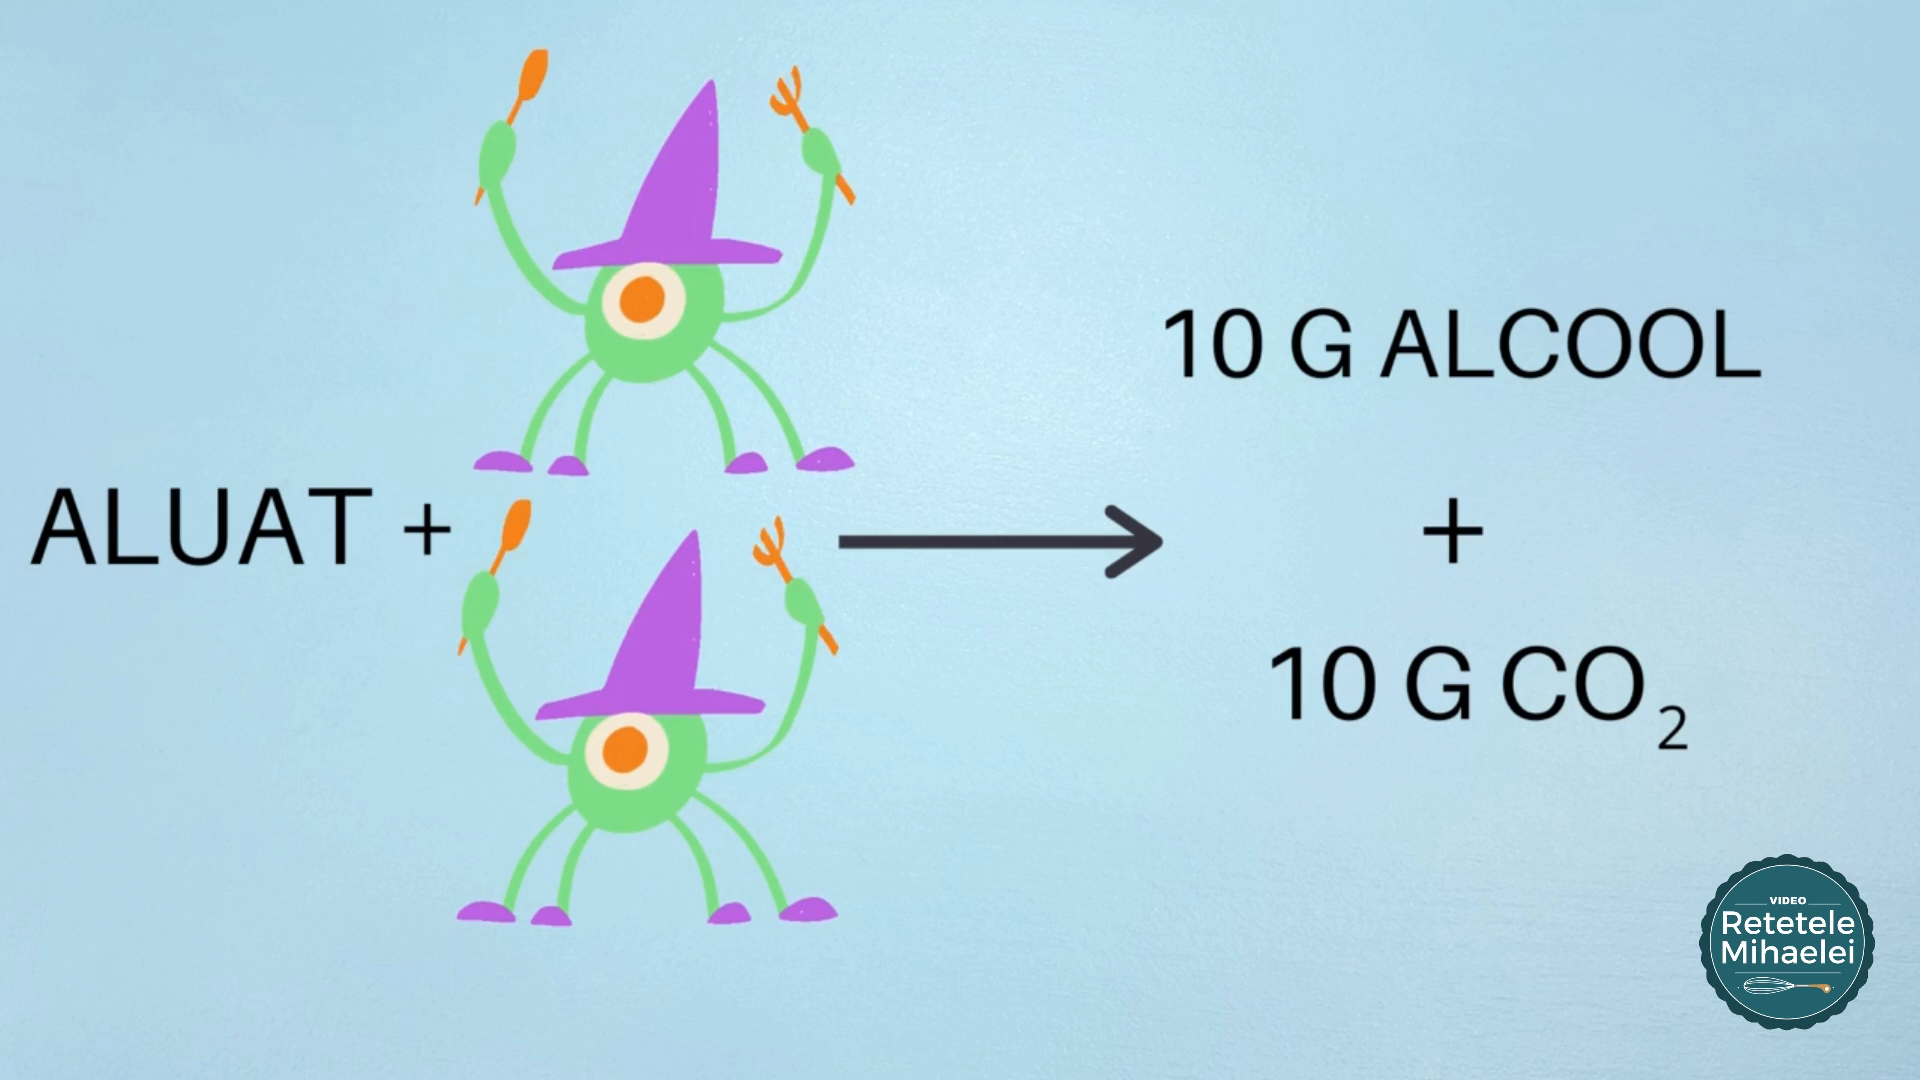 ALUAT +
10 G ALCOOL
+
10 G CO₂
VIDEO
Retetele
Mihaelei